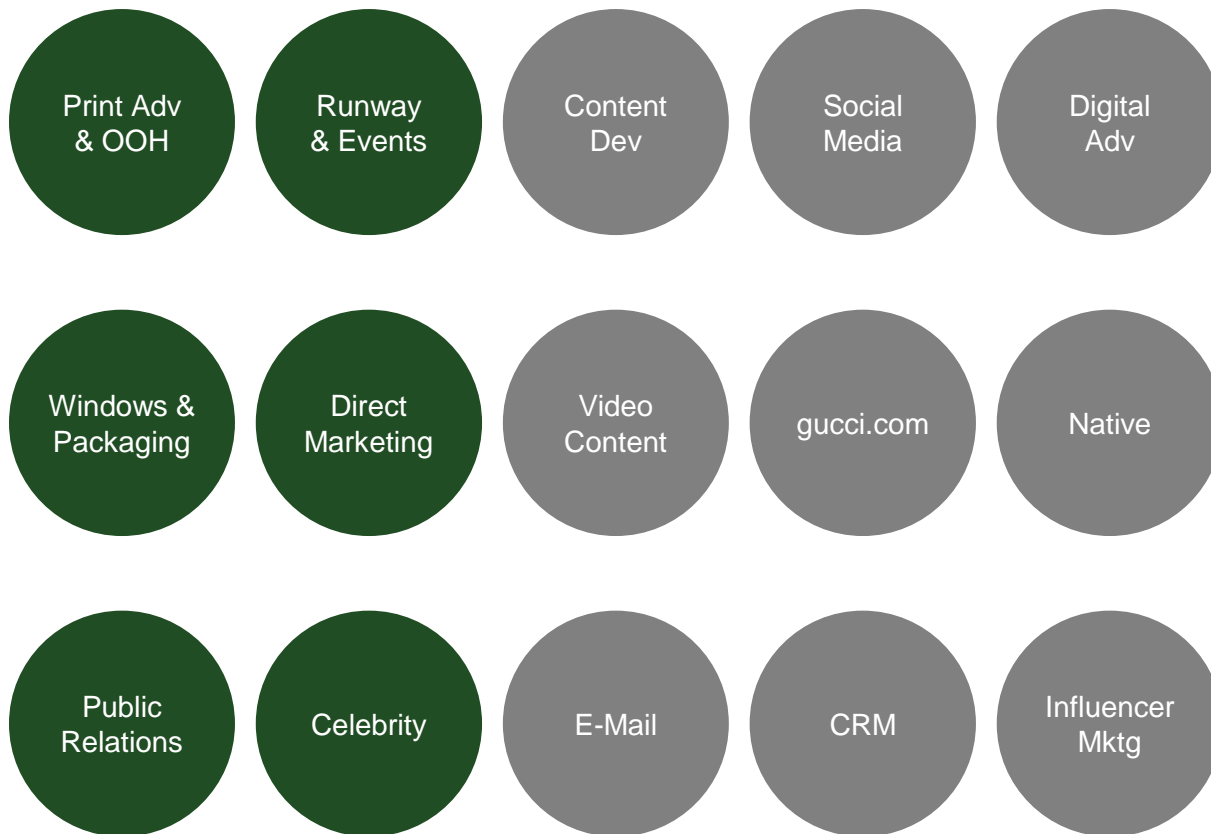 Print Adv
& OOH
Runway
& Events
Content
Dev
Social
Media
Digital
Adv
Windows &
Packaging
Direct
Marketing
Video
Content
gucci.com
Native
Public
Relations
Celebrity
E-Mail
CRM
Influencer
Mktg